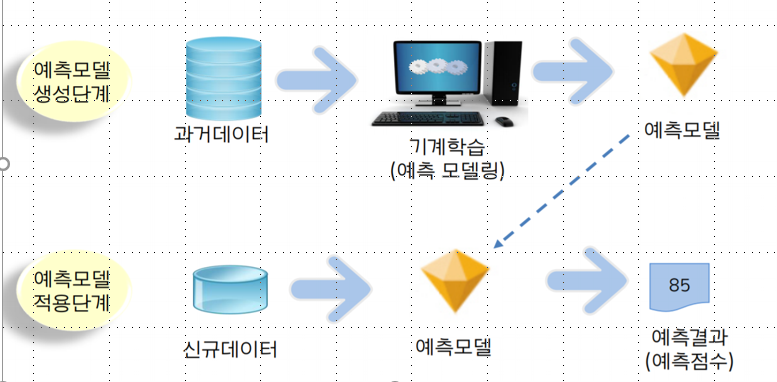 예측모델
생성단계
과거데이터
기계학습
(예측 모델링)
예측모델
예측모델
적용단계
신규데이터
예측모델
85
예측결과
(예측점수)